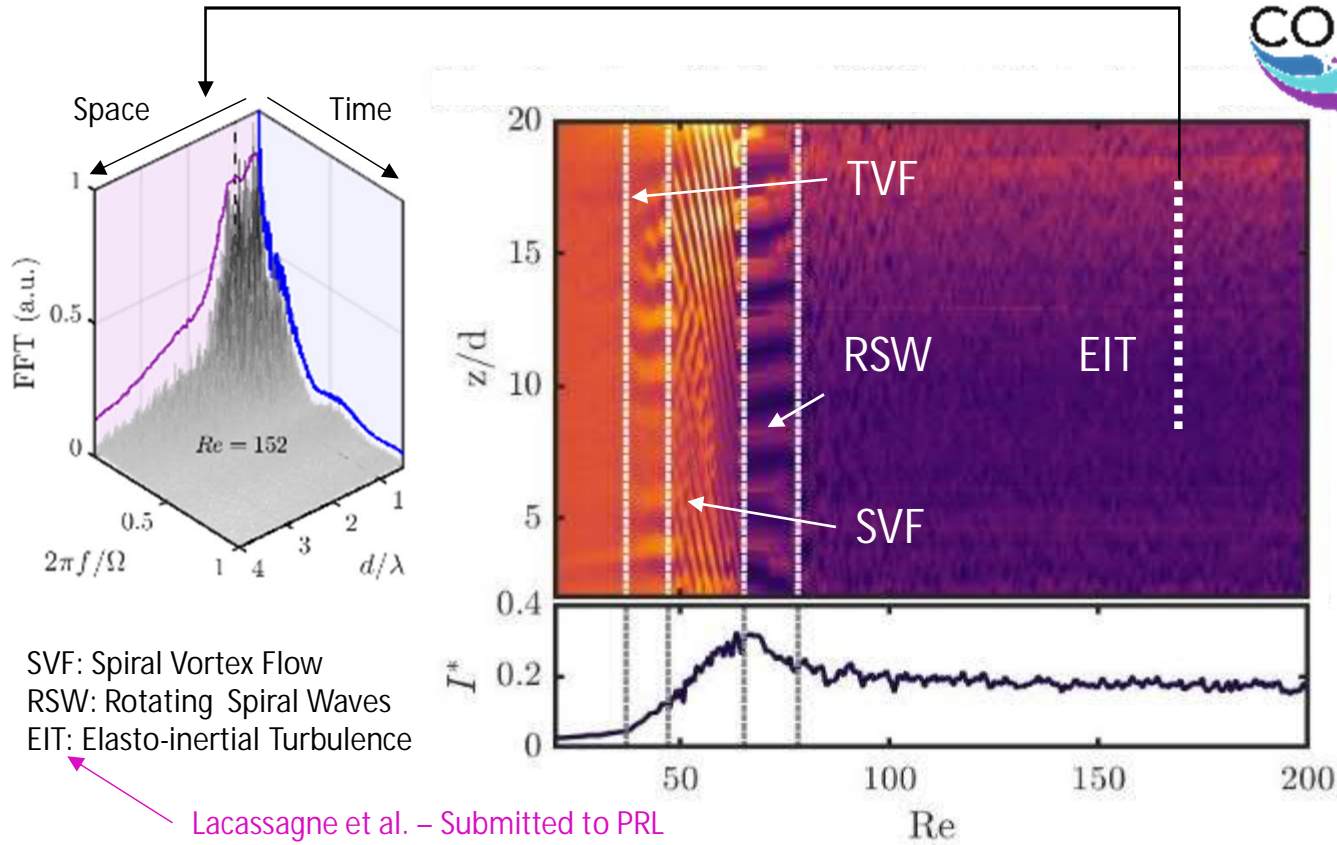 CO
Space
Time
1
0.5
0
FFT (a.u.)
Re = 152
0.5
1
2πf/Ω
4
3
2
1
d/λ
20
15
10
5
z/d
TVF
RSW
EIT
SVF
0.4
0.2
0
I*
50
100
150
200
Re
SVF: Spiral Vortex Flow
RSW: Rotating Spiral Waves
EIT: Elasto-inertial Turbulence
Lacassagne et al. – Submitted to PRL